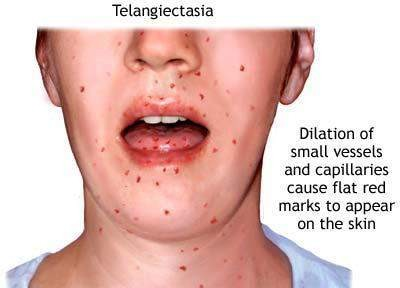 Telangiectasia
Dilation of
small vessels
and capillaries
cause flat red
marks to appear
on the skin